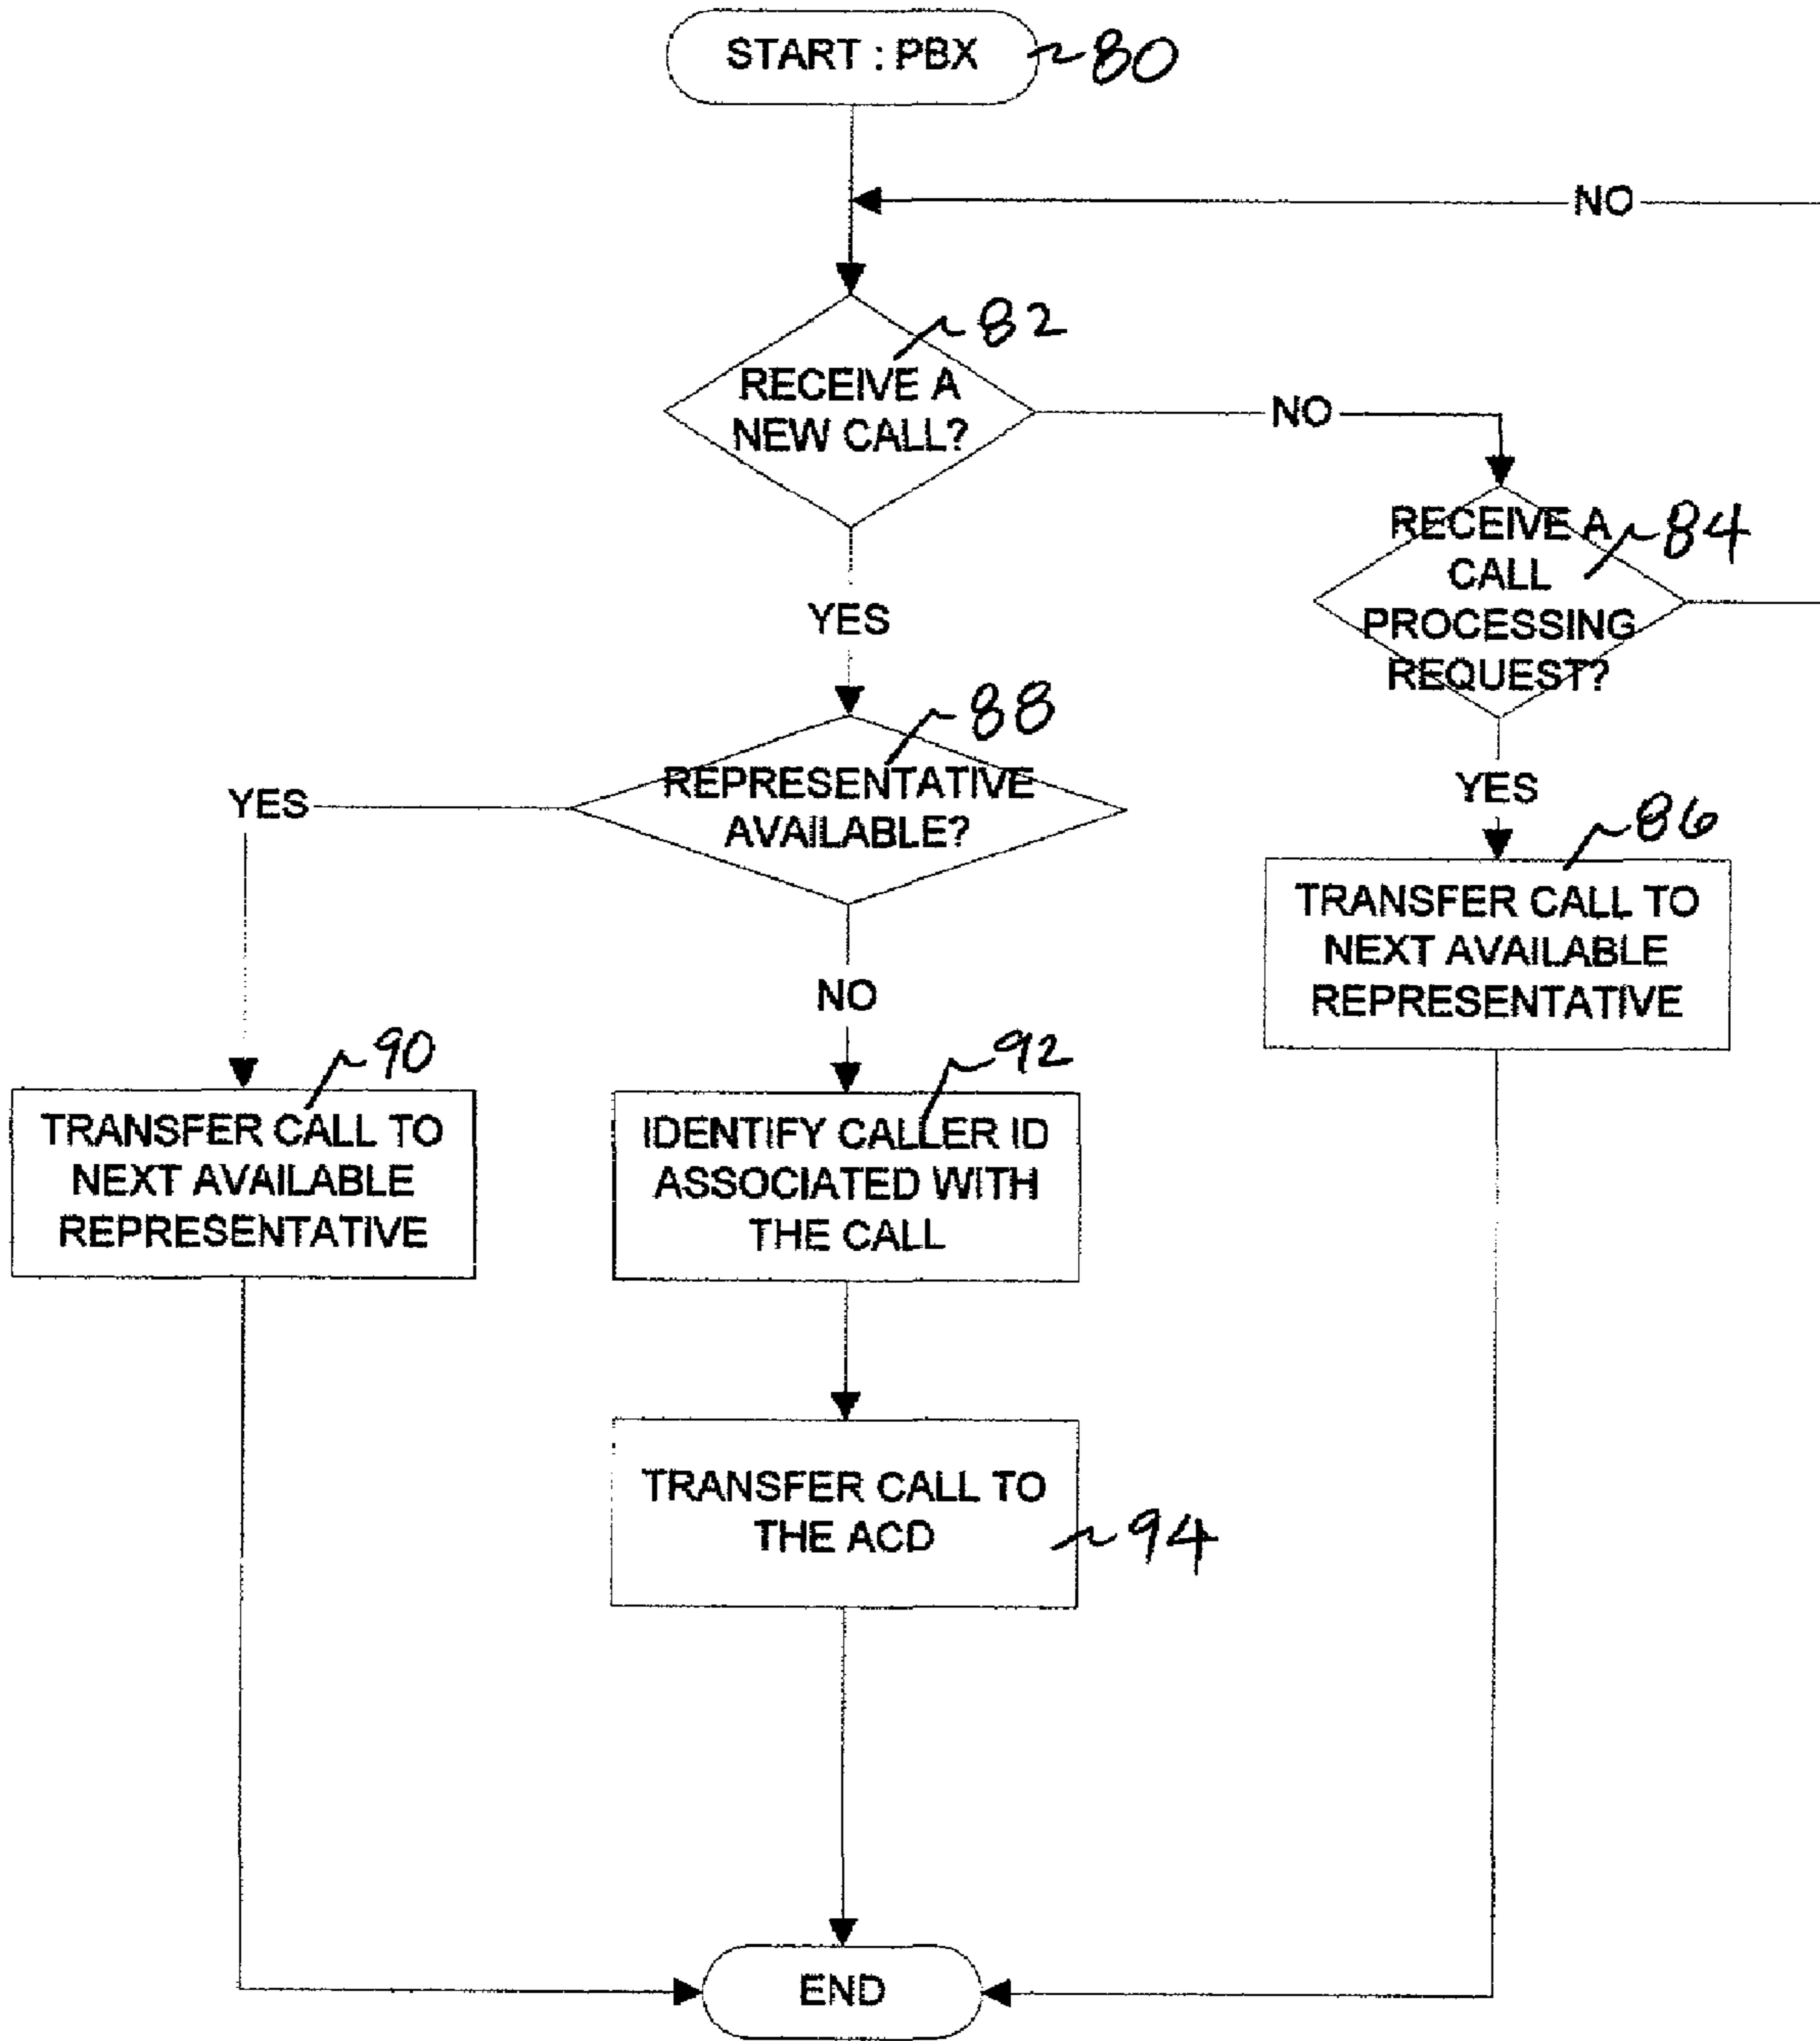 START : PBX ~80
NO
~82
RECEIVE A
NEW CALL?
NO
RECEIVE A
CALL
PROCESSING
REQUEST?
~84
YES
~88
REPRESENTATIVE
AVAILABLE?
YES
YES
~86
TRANSFER CALL TO
NEXT AVAILABLE
REPRESENTATIVE
NO
~90
TRANSFER CALL TO
NEXT AVAILABLE
REPRESENTATIVE
~92
IDENTIFY CALLER ID
ASSOCIATED WITH
THE CALL
TRANSFER CALL TO
THE ACD
~94
END